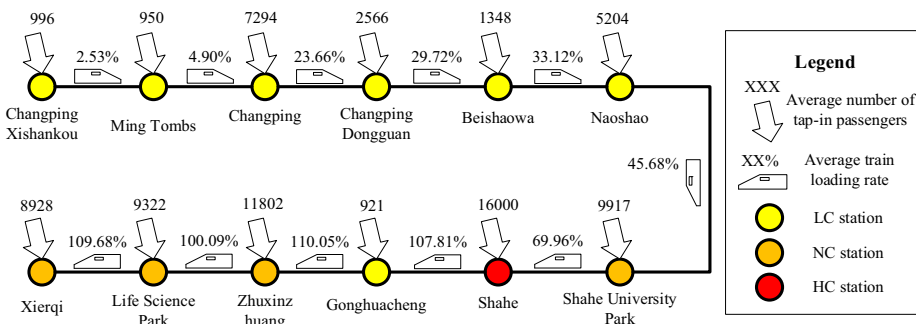 996 950 7294 2566 1348 5204
2.53% 4.90% 23.66% 29.72% 33.12%
Changping
Xishankou
Ming Tombs
Changping
Changping
Dongguan
Beishaowa
Naoshao
45.68%
8928 9322 11802 921 16000 9917
109.68% 100.09% 110.05% 107.81% 69.96%
Xierqi
Life Science
Park
Zhuxinz
huang
Gonghuacheng
Shahe
Shahe University
Park
Legend
XXX
Average number of
tap-in passengers
XX%
Average train
loading rate
LC station
NC station
HC station